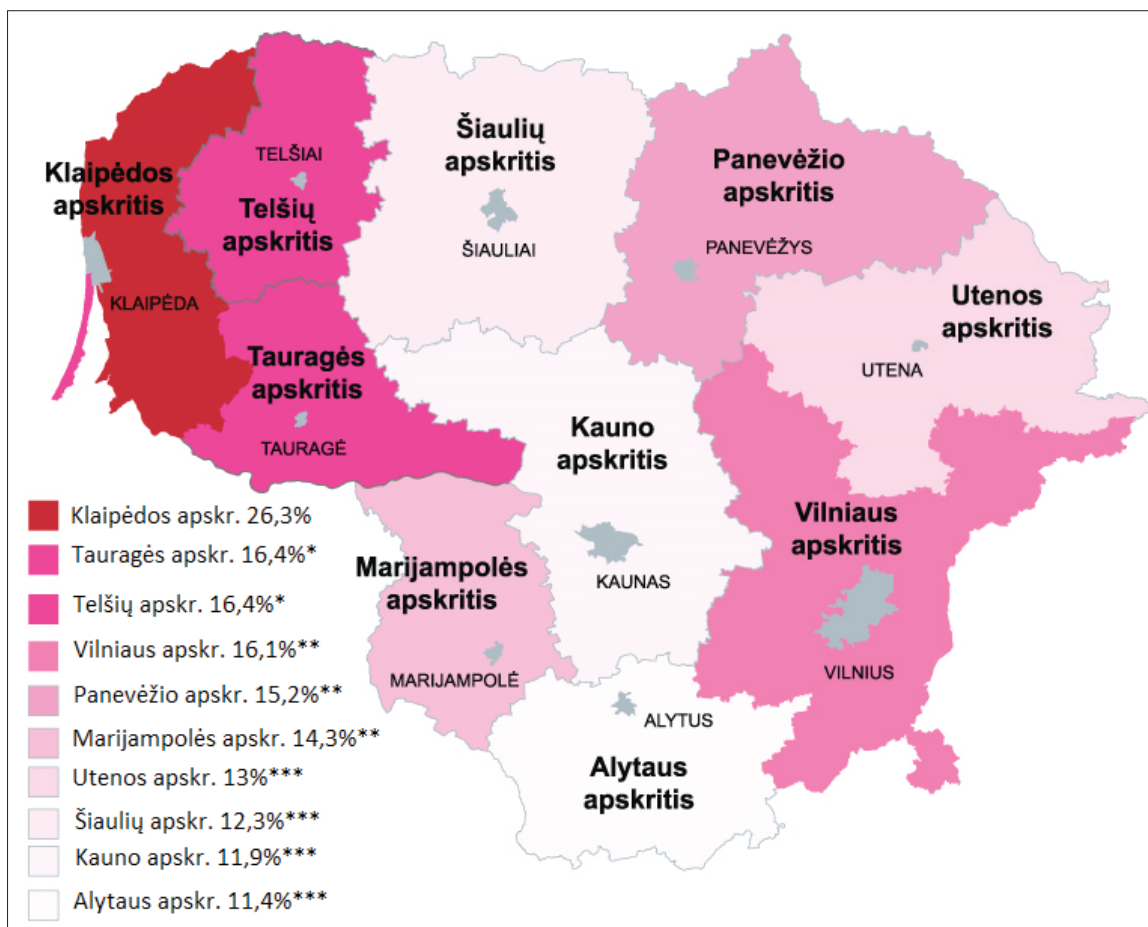 Šiaulių
apskritis
ŠIAULIAI
Panevėžio
apskritis
PANEVĖŽYS
TELŠIAI
Telšių
apskritis
Klaipėdos
apskritis
KLAIPĖDA
Utenos
apskritis
UTENA
Tauragės
apskritis
TAURAGĖ
Kauno
apskritis
KAUNAS
Vilniaus
apskritis
VILNIUS
Marijampolės
apskritis
MARIJAMPOLĖ
ALYTUS
Alytaus
apskritis
Klaipėdos apskr. 26,3%
Tauragės apskr. 16,4%*
Telšių apskr. 16,4%*
Vilniaus apskr. 16,1%**
Panevėžio apskr. 15,2%**
Marijampolės apskr. 14,3%**
Utenos apskr. 13%***
Šiaulių apskr. 12,3%***
Kauno apskr. 11,9%***
Alytaus apskr. 11,4%***